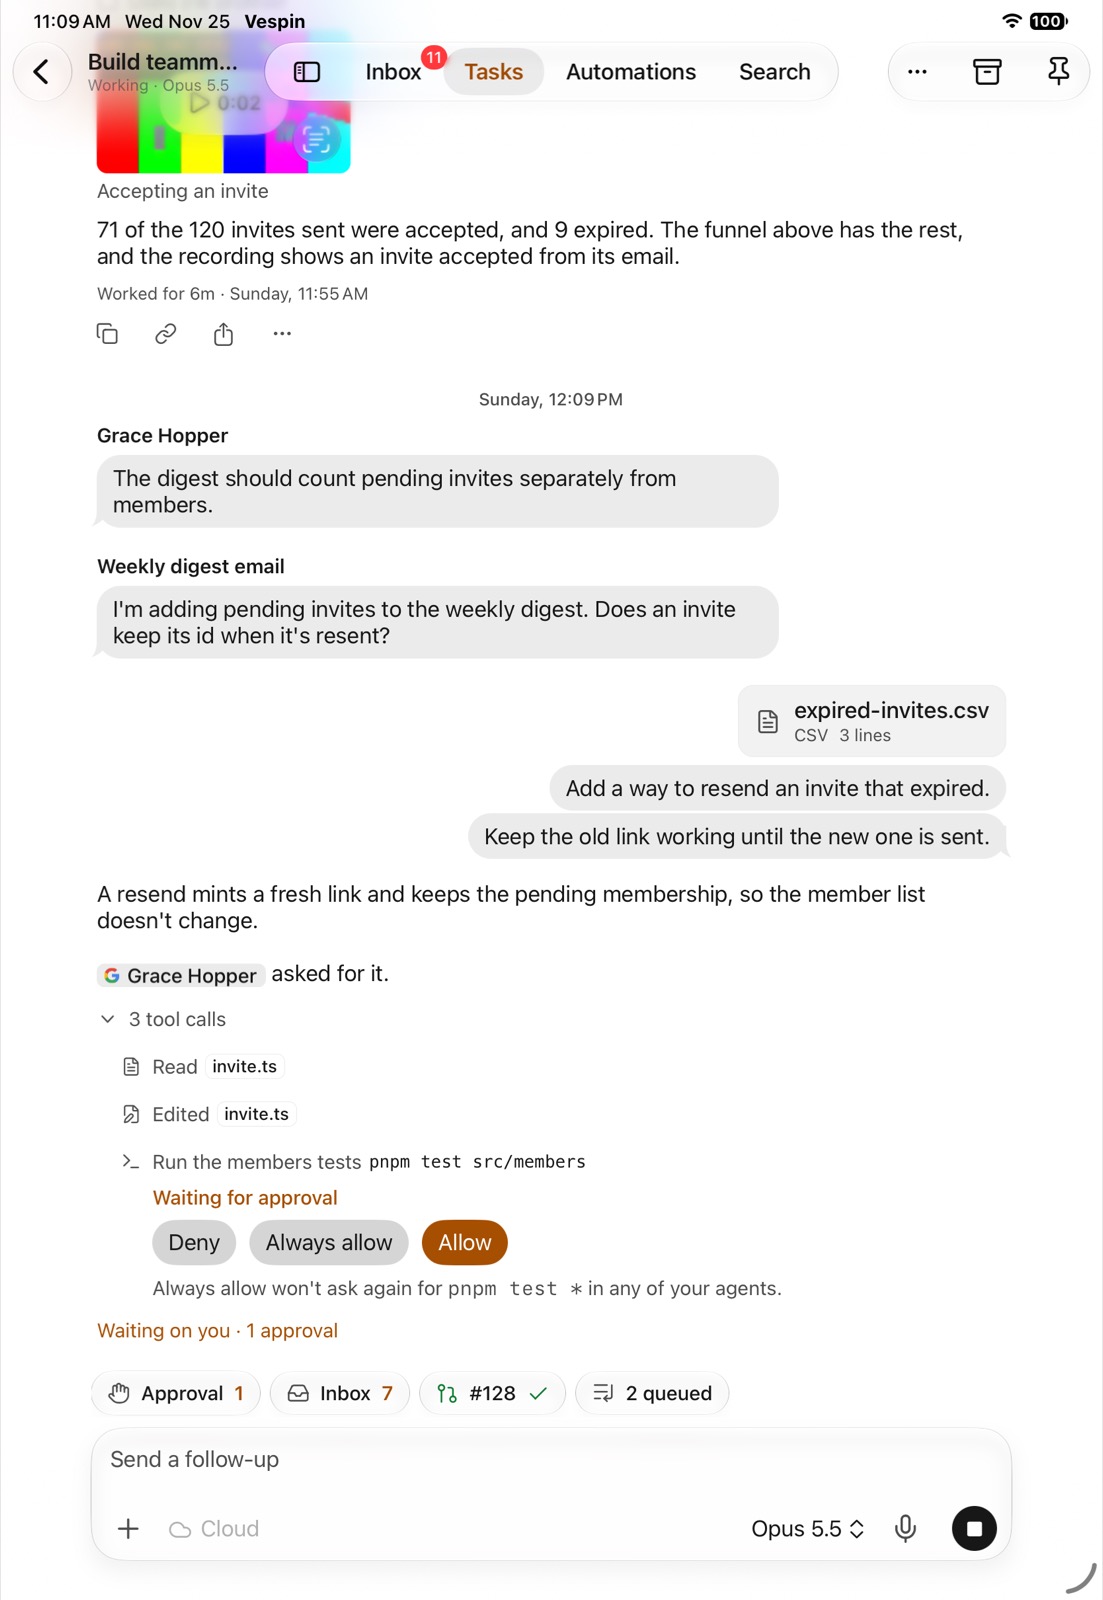 11:09 AM Wed Nov 25 Vespin
100
Build teamm...
Working · Opus 5.5
Inbox 11
Tasks
Automations
Search
0:02
Accepting an invite
71 of the 120 invites sent were accepted, and 9 expired. The funnel above has the rest,
and the recording shows an invite accepted from its email.
Worked for 6m · Sunday, 11:55 AM
Sunday, 12:09 PM
Grace Hopper
The digest should count pending invites separately from
members.
Weekly digest email
I'm adding pending invites to the weekly digest. Does an invite
keep its id when it's resent?
expired-invites.csv
CSV 3 lines
Add a way to resend an invite that expired.
Keep the old link working until the new one is sent.
A resend mints a fresh link and keeps the pending membership, so the member list
doesn't change.
Grace Hopper asked for it.
3 tool calls
Read invite.ts
Edited invite.ts
Run the members tests pnpm test src/members
Waiting for approval
Deny
Always allow
Allow
Always allow won't ask again for pnpm test * in any of your agents.
Waiting on you · 1 approval
Approval 1
Inbox 7
#128
2 queued
Send a follow-up
Cloud
Opus 5.5